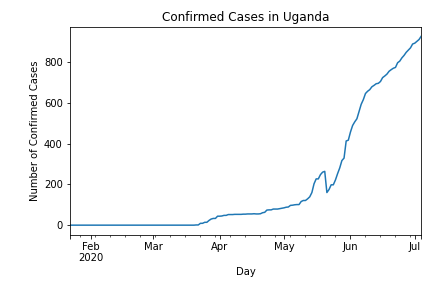 Confirmed Cases in Uganda
Number of Confirmed Cases
800
600
400
200
0
Feb Mar Apr May Jun Jul
2020
Day